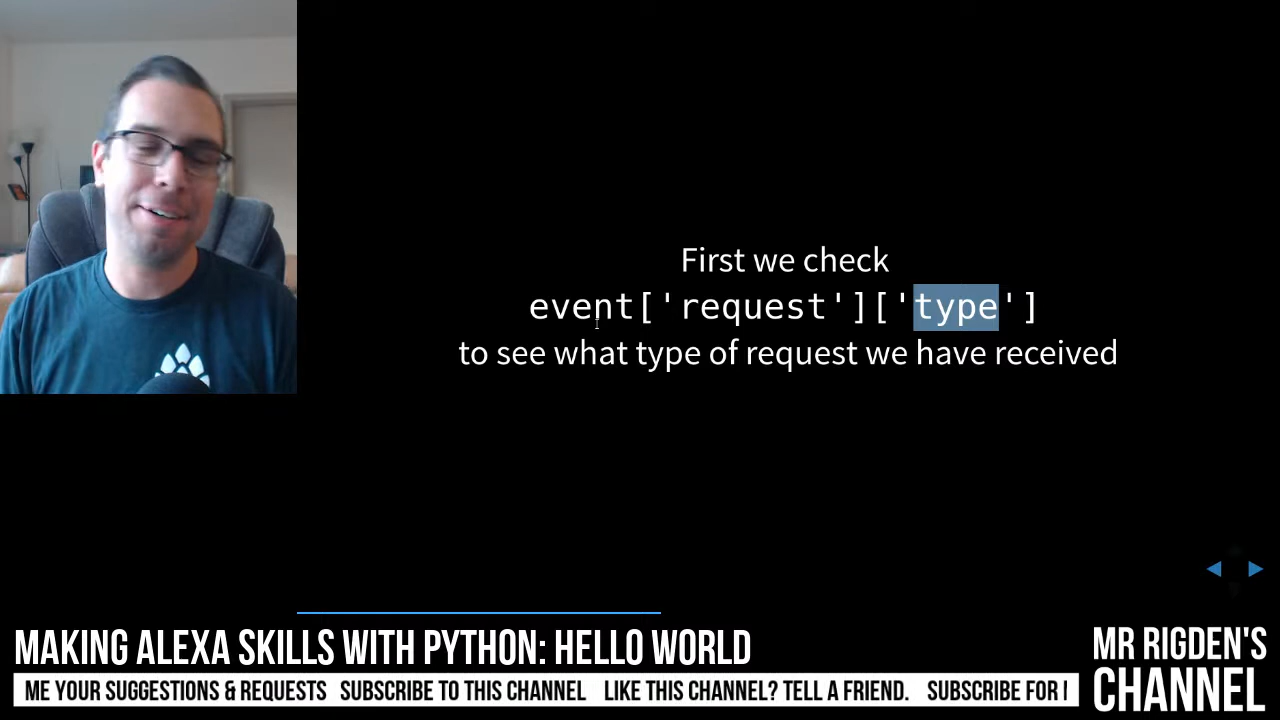 First we check
event['request']['type']
to see what type of request we have received
MAKING ALEXA SKILLS WITH PYTHON: HELLO WORLD
ME YOUR SUGGESTIONS & REQUESTS SUBSCRIBE TO THIS CHANNEL LIKE THIS CHANNEL? TELL A FRIEND. SUBSCRIBE FOR
MR RIGDEN'S
CHANNEL